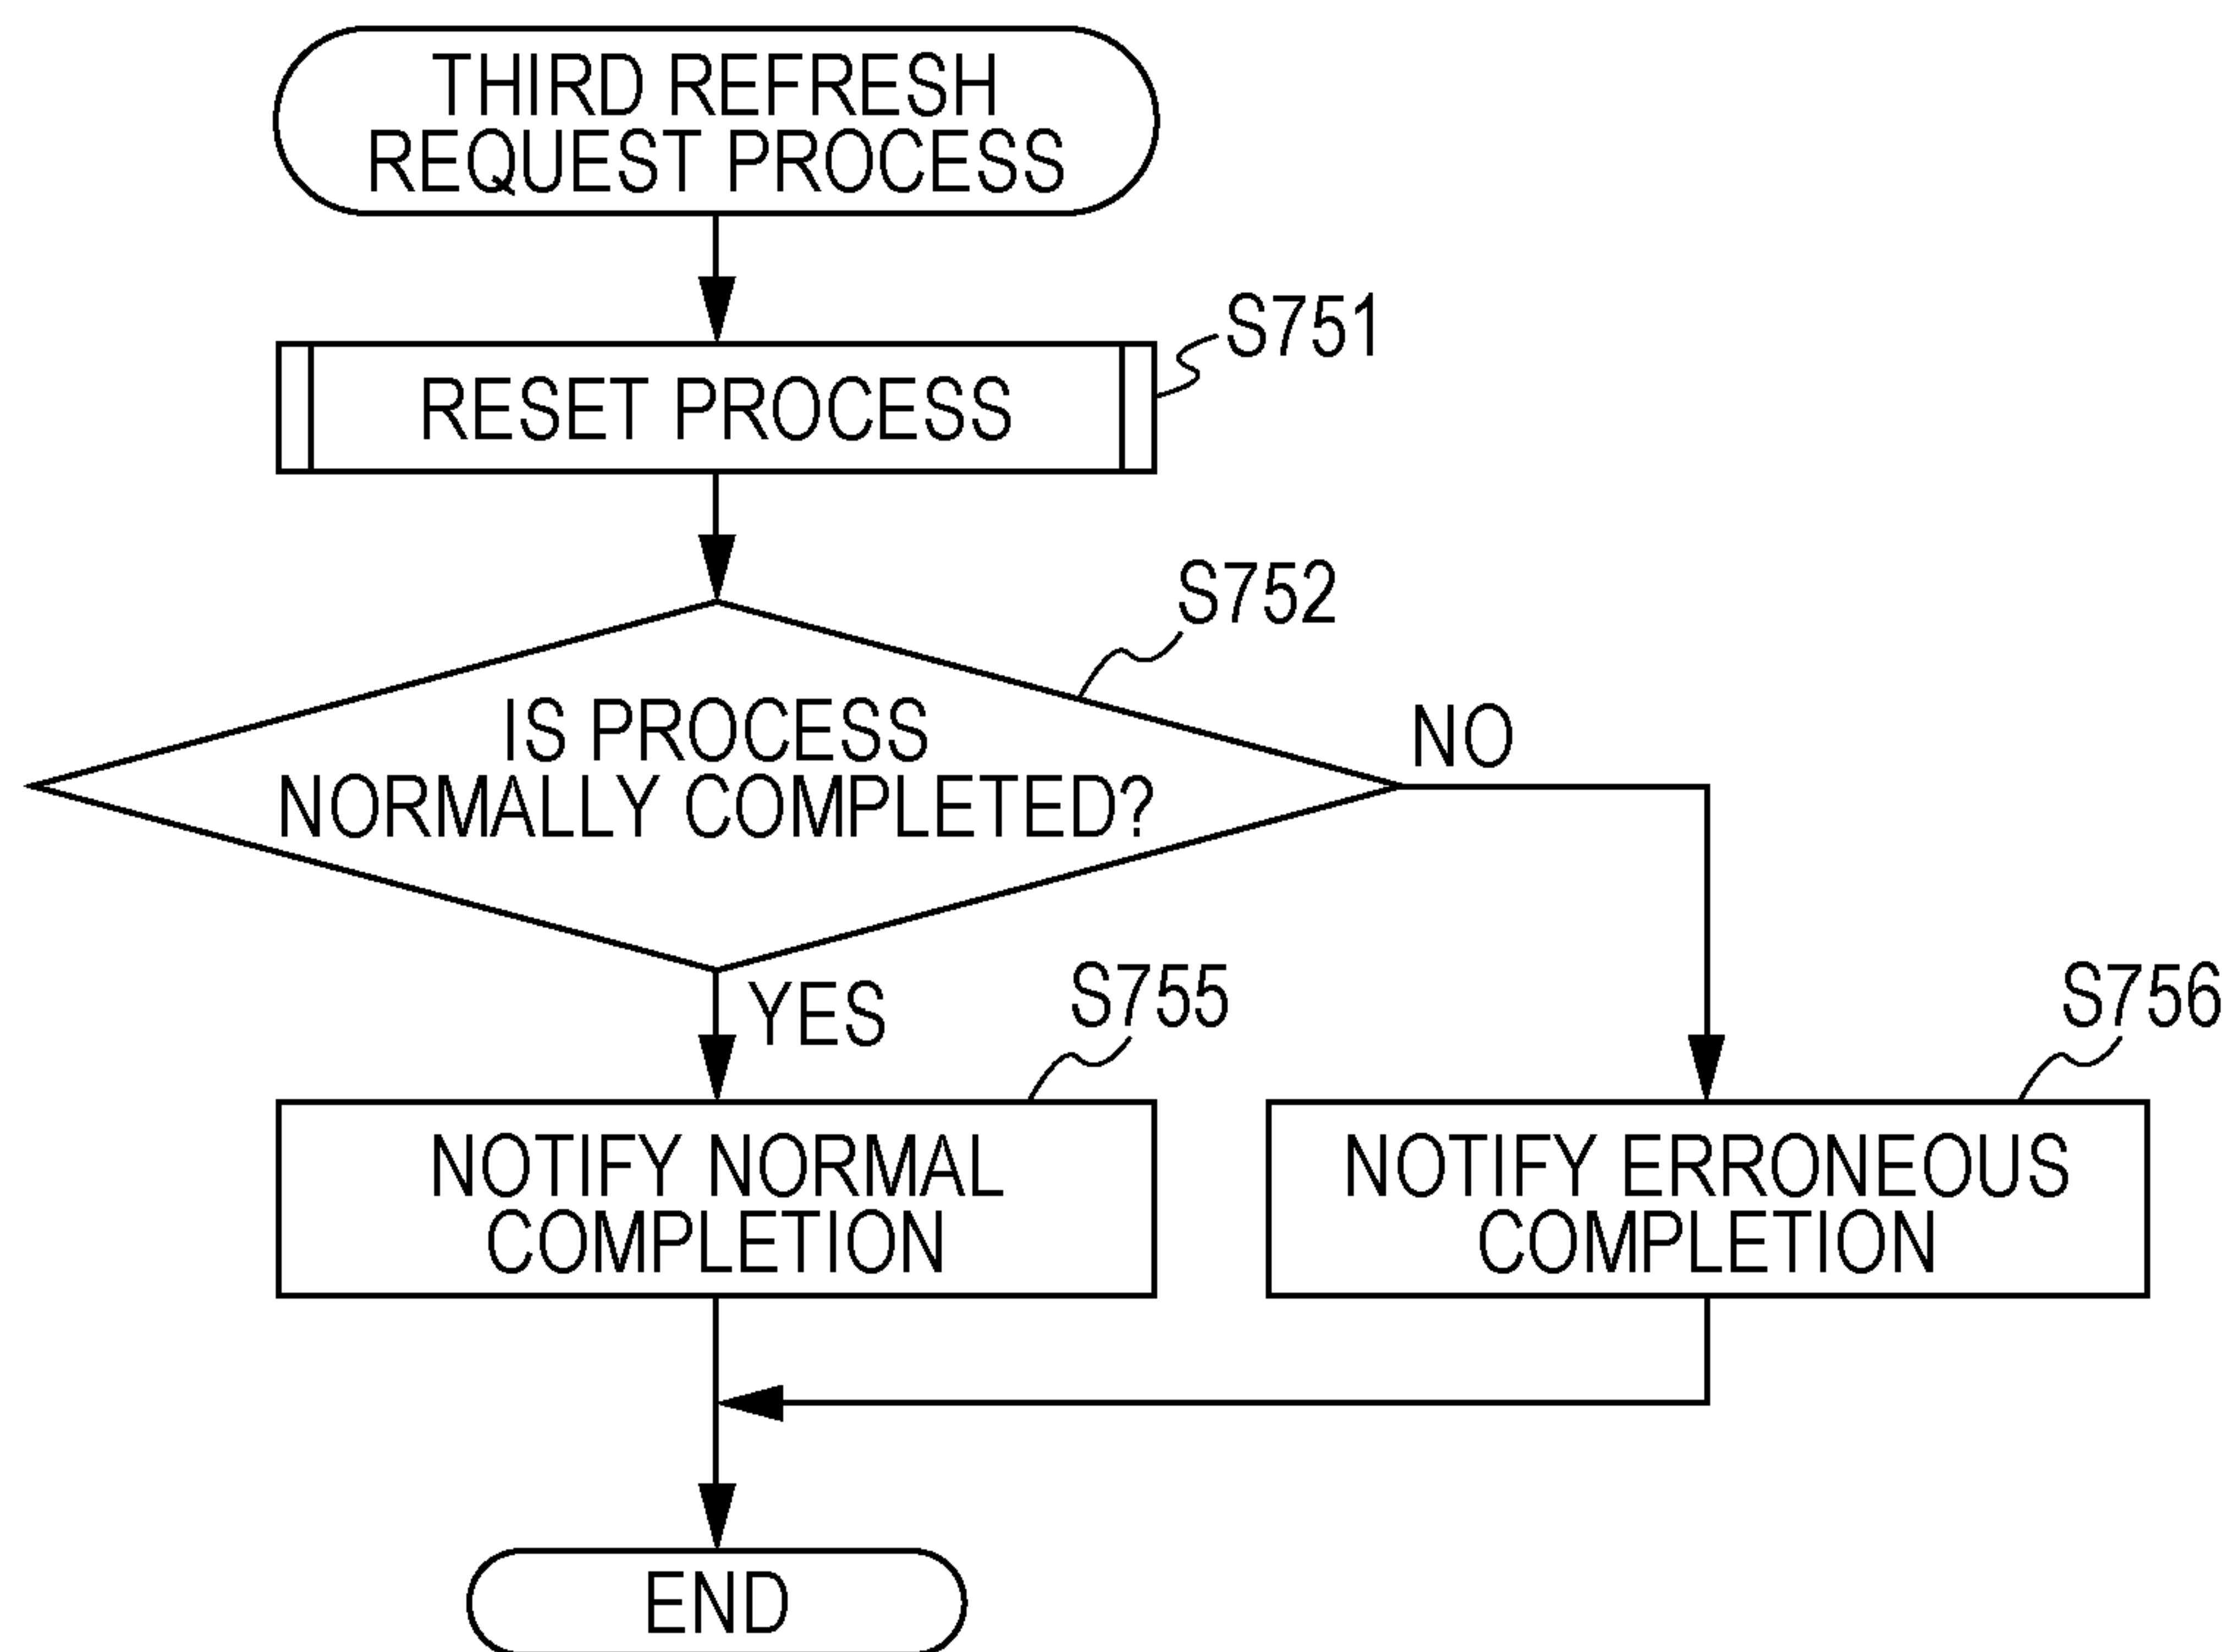 THIRD REFRESH
REQUEST PROCESS
S751
RESET PROCESS
S752
IS PROCESS
NORMALLY COMPLETED?
NO
YES
S755
S756
NOTIFY NORMAL
COMPLETION
NOTIFY ERRONEOUS
COMPLETION
END